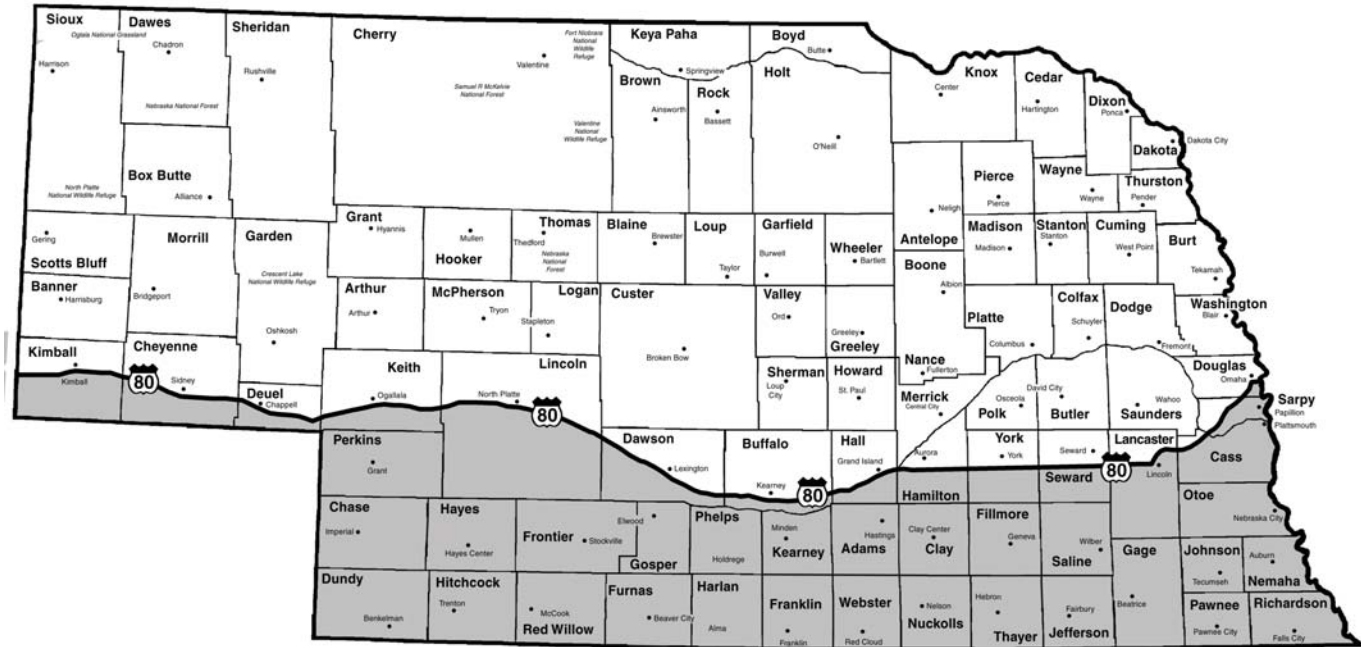 Sioux
Oglala National Grassland
Harrison
North Platte
National Wildlife Refuge
Dawes
Chadron
Nebraska National Forest
Sheridan
Rushville
Cherry
Valentine
Fort Niobrara
National
Wildlife
Refuge
Samuel R McKelvie
National Forest
Valentine
National
Wildlife Refuge
Keya Paha
Springview
Boyd
Butte
Brown
Ainsworth
Rock
Bassett
Holt
O'Neill
Knox
Center
Cedar
Hartington
Dixon
Ponca
Dakota City
Dakota
Box Butte
Alliance
Pierce
Pierce
Wayne
Wayne
Thurston
Pender
Neligh
Antelope
Gering
Scotts Bluff
Morrill
Bridgeport
Garden
Crescent Lake
National Wildlife Refuge
Oshkosh
Grant
Hyannis
Mullen
Hooker
Thomas
Thedford
Nebraska
National
Forest
Blaine
Brewster
Loup
Taylor
Garfield
Burwell
Wheeler
Bartlett
Madison
Madison
Stanton
Stanton
Cuming
West Point
Burt
Tekamah
Banner
Harrisburg
Arthur
Arthur
McPherson
Tryon
Logan
Stapleton
Custer
Broken Bow
Valley
Ord
Greeley
Greeley
Boone
Albion
Platte
Columbus
Colfax
Schuyler
Dodge
Fremont
Washington
Blair
Kimball
Kimball
Cheyenne
Sidney
80
Deuel
Chappell
Keith
Ogallala
Lincoln
North Platte
80
Sherman
Loup
City
Howard
St. Paul
Nance
Fullerton
Merrick
Central City
Osceola
Polk
David City
Butler
Saunders
Wahoo
Douglas
Omaha
Sarpy
Papillion
Plattsmouth
Perkins
Grant
Dawson
Lexington
Buffalo
Kearney
80
Hall
Grand Island
Aurora
Hamilton
York
York
Seward
Seward
80
Lancaster
Lincoln
Cass
Otoe
Nebraska City
Chase
Imperial
Hayes
Hayes Center
Frontier
Stockville
Elwood
Gosper
Phelps
Holdrege
Minden
Kearney
Hastings
Adams
Clay Center
Clay
Fillmore
Geneva
Wilber
Saline
Gage
Beatrice
Johnson
Tecumseh
Auburn
Nemaha
Dundy
Benkelman
Hitchcock
Trenton
McCook
Red Willow
Furnas
Beaver City
Harlan
Alma
Franklin
Franklin
Webster
Red Cloud
Nelson
Nuckolls
Hebron
Thayer
Fairbury
Jefferson
Pawnee
Pawnee City
Richardson
Falls City